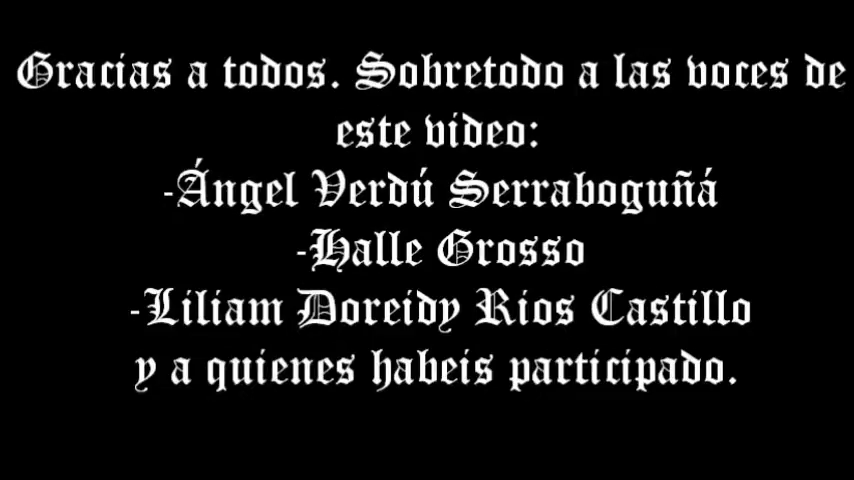 Gracias a todos. Sobretodo a las voces de
este video:
-Ángel Verdú Serraboguñá
-Halle Grosso
-Liliam Doreidy Rios Castillo
y a quienes habeis participado.